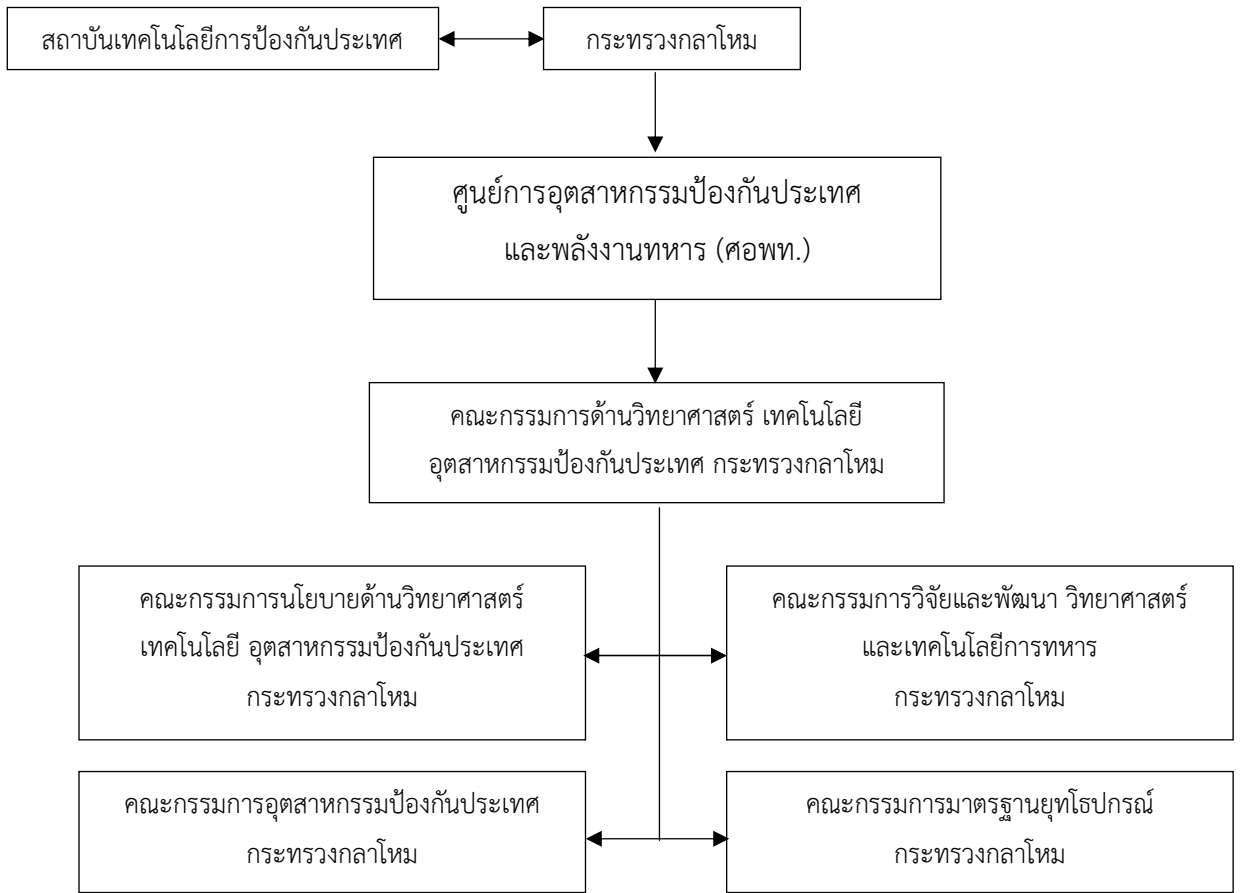 สถาบันเทคโนโลยีการป้องกันประเทศ
กระทรวงกลาโหม
ศูนย์การอุตสาหกรรมป้องกันประเทศ
และพลังงานทหาร (ศอพท.)
คณะกรรมการด้านวิทยาศาสตร์ เทคโนโลยี
อุตสาหกรรมป้องกันประเทศ กระทรวงกลาโหม
คณะกรรมการนโยบายด้านวิทยาศาสตร์
เทคโนโลยี อุตสาหกรรมป้องกันประเทศ
กระทรวงกลาโหม
คณะกรรมการวิจัยและพัฒนา วิทยาศาสตร์
และเทคโนโลยีการทหาร
กระทรวงกลาโหม
คณะกรรมการอุตสาหกรรมป้องกันประเทศ
กระทรวงกลาโหม
คณะกรรมการมาตรฐานยุทโธปกรณ์
กระทรวงกลาโหม